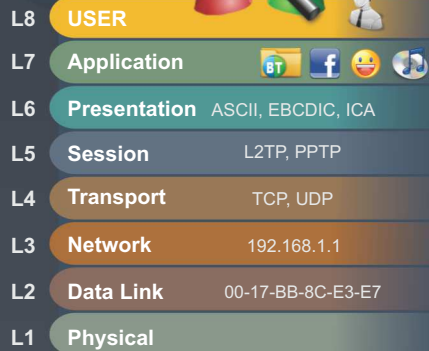 L8 USER
L7 Application BT f
L6 Presentation ASCII, EBCDIC, ICA
L5 Session L2TP, PPTP
L4 Transport TCP, UDP
L3 Network 192.168.1.1
L2 Data Link 00-17-BB-8C-E3-E7
L1 Physical